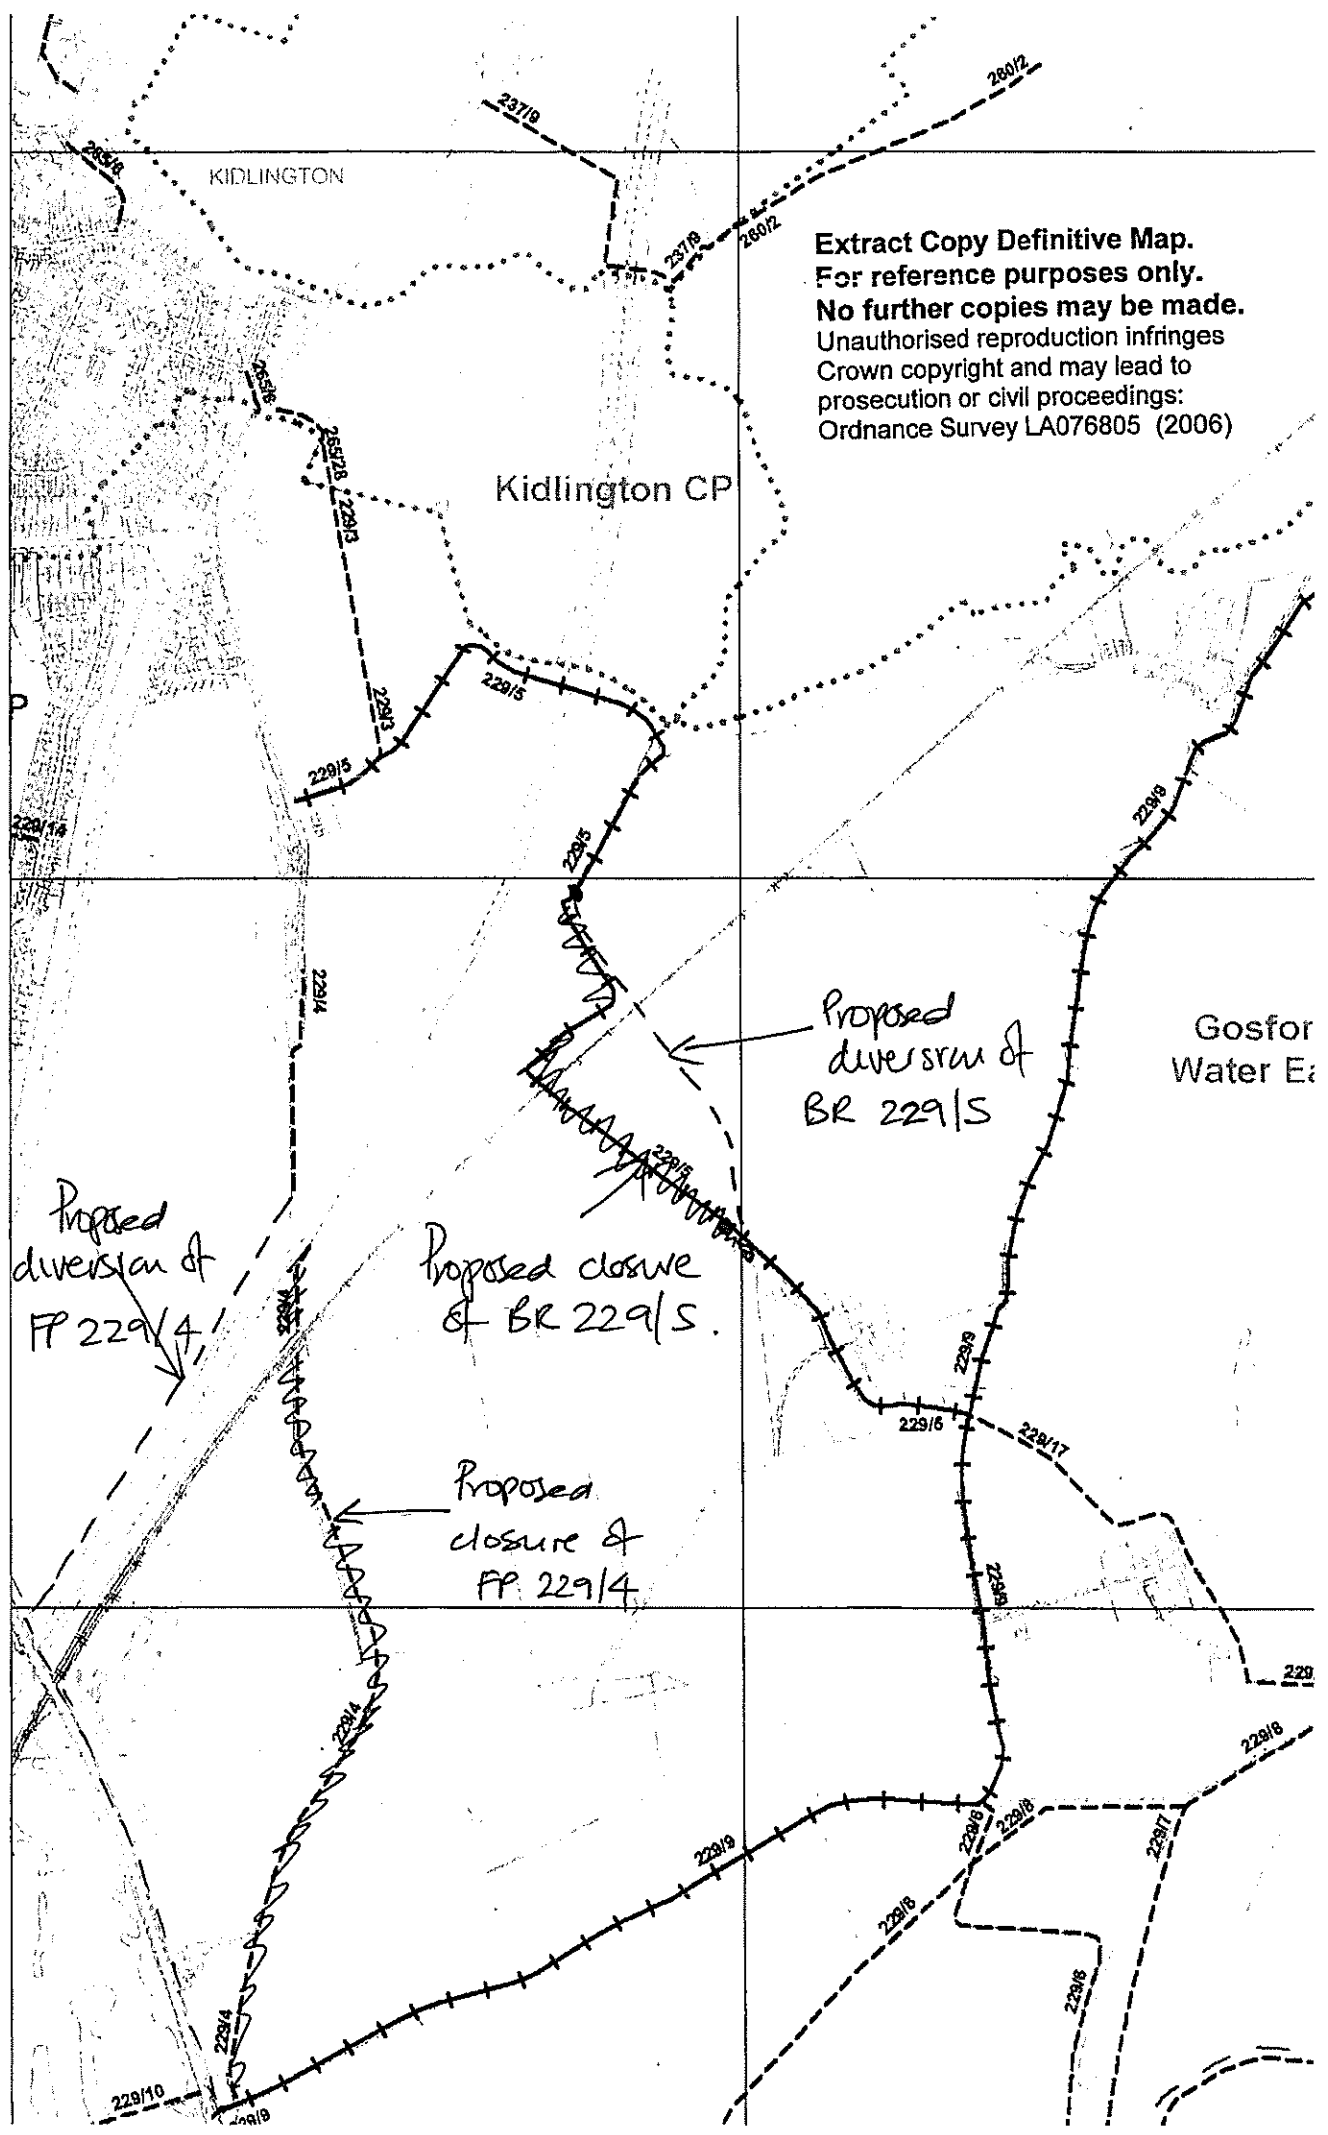 260/2
237/9
265/8
KIDLINGTON
237/9
260/2
Extract Copy Definitive Map.
For reference purposes only.
No further copies may be made.
Unauthorised reproduction infringes
Crown copyright and may lead to
prosecution or civil proceedings:
Ordnance Survey LA076805 (2006)
265/6
265/28
229/3
Kidlington CP
229/5
P
229/3
229/5
229/14
229/9
229/5
229/4
Proposed
diversion of
BR 229/5
Gosfor
Water Ea
229/5
Proposed
diversion of
FP 229/4
Proposed closure
of BR 229/5.
229/4
229/9
229/6
229/17
Proposed
closure of
FP 229/4
229/9
229
229/4
229/8
229/8
229/8
229/7
229/9
229/8
229/8
229/4
229/10
229/9